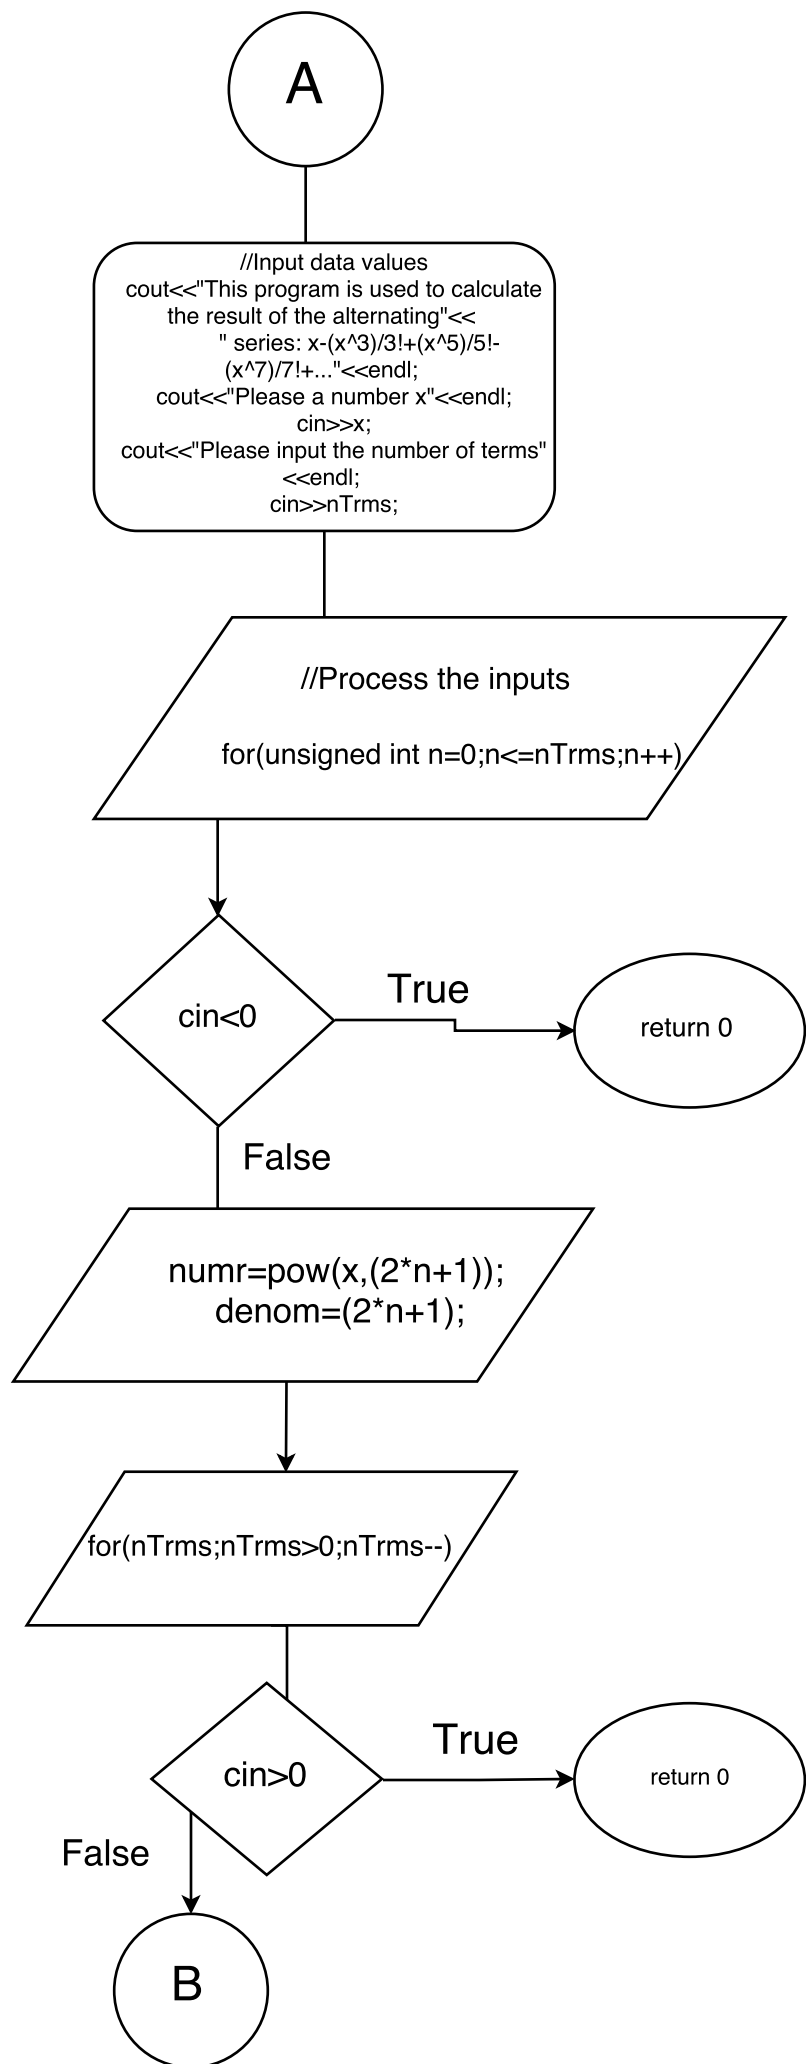 A
//Input data values
cout<<"This program is used to calculate
the result of the alternating"<<
" series: x-(x^3)/3!+(x^5)/5!-
(x^7)/7!+..."<<endl;
cout<<"Please a number x"<<endl;
cin>>x;
cout<<"Please input the number of terms"
<<endl;
cin>>nTrms;
//Process the inputs
for(unsigned int n=0;n<=nTrms;n++)
cin<0
True
return 0
False
numr=pow(x,(2*n+1));
denom=(2*n+1);
for(nTrms;nTrms>0;nTrms--)
cin>0
True
return 0
False
B